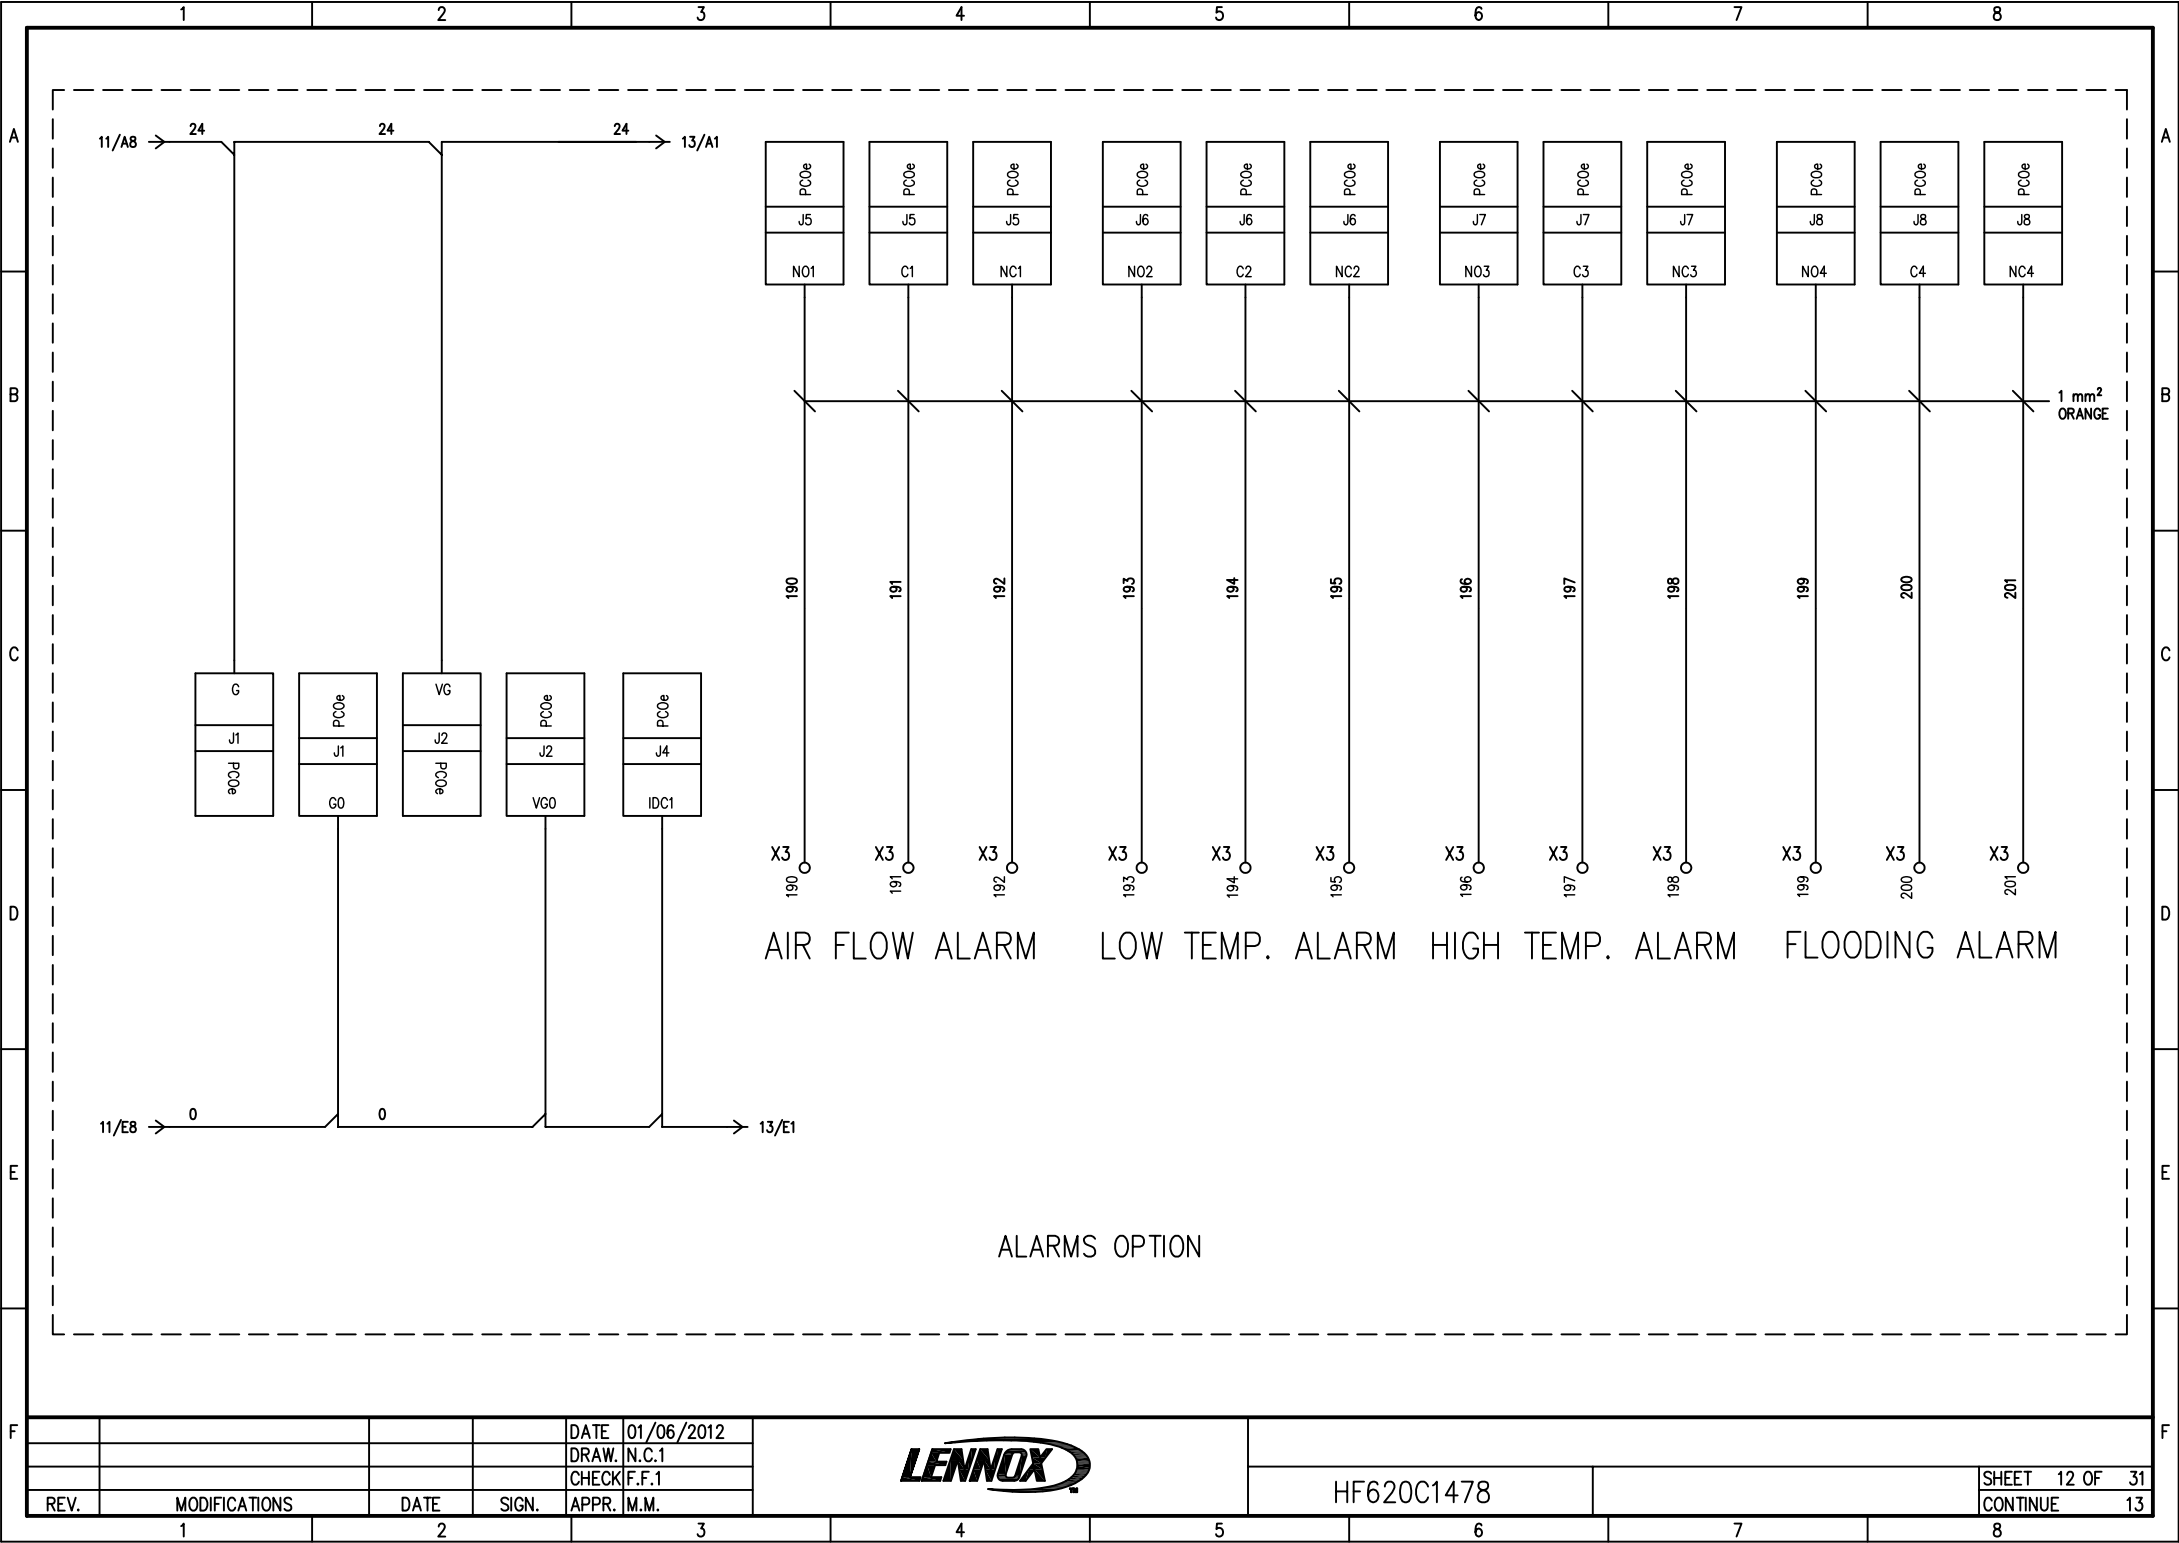 1 2 3 4 5 6 7 8
A A
24 24 24
11/A8 13/A1
PCOe PCOe PCOe PCOe PCOe PCOe PCOe PCOe PCOe PCOe PCOe PCOe
J5 J5 J5 J6 J6 J6 J7 J7 J7 J8 J8 J8
NO1 C1 NC1 NO2 C2 NC2 NO3 C3 NC3 NO4 C4 NC4
B B
1 mm²
ORANGE
190 191 192 193 194 195 196 197 198 199 200 201
C C
G PCOe VG PCOe PCOe
J1 J1 J2 J2 J4
PCOe G0 PCOe VG0 IDC1
X3 X3 X3 X3 X3 X3 X3 X3 X3 X3 X3 X3
190 191 192 193 194 195 196 197 198 199 200 201
D D
AIR FLOW ALARM LOW TEMP. ALARM HIGH TEMP. ALARM FLOODING ALARM
0 0
11/E8 13/E1
E E
ALARMS OPTION
F F
DATE 01/06/2012
DRAW. N.C.1
CHECK F.F.1
REV. MODIFICATIONS DATE SIGN. APPR. M.M.
LENNOX
TM
HF620C1478
SHEET 12 OF 31
CONTINUE 13
1 2 3 4 5 6 7 8